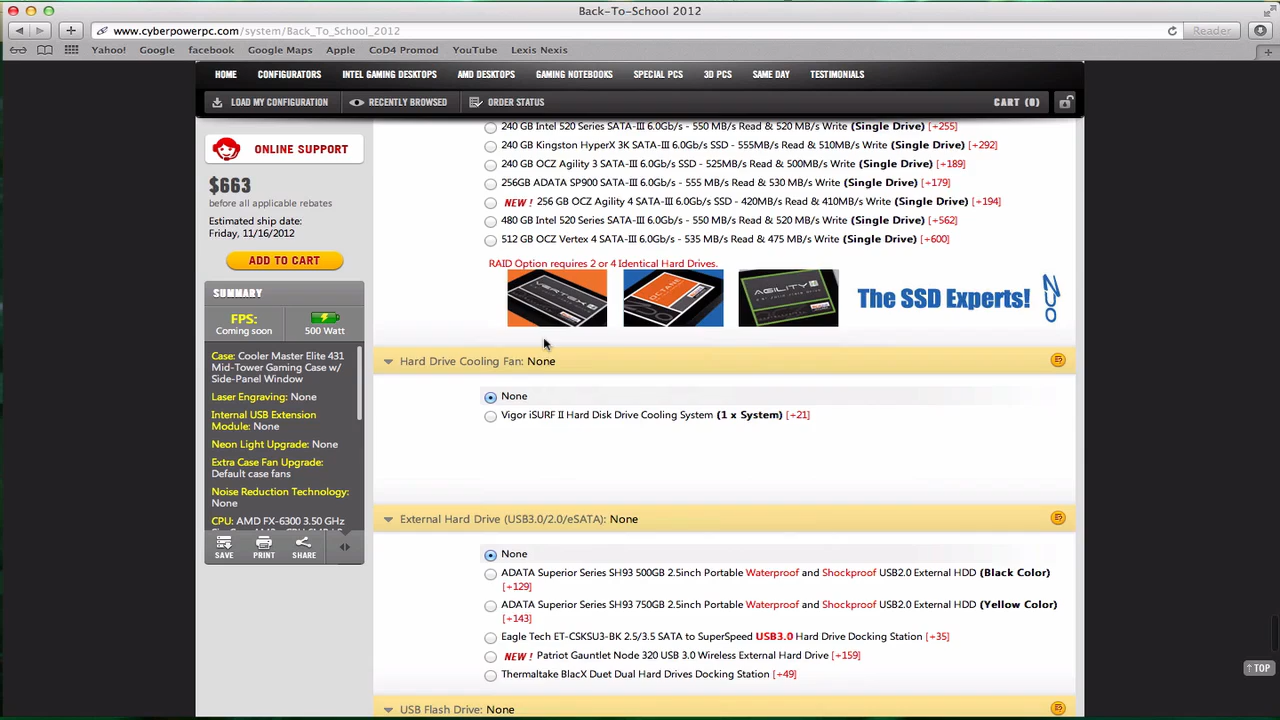 Back-To-School 2012
www.cyberpowerpc.com/system/Back_To_School_2012
Reader
Yahoo! Google facebook Google Maps Apple CoD4 Promod YouTube Lexis Nexis
HOME CONFIGURATORS INTEL GAMING DESKTOPS AMD DESKTOPS GAMING NOTEBOOKS SPECIAL PCS 3D PCS SAME DAY TESTIMONIALS
LOAD MY CONFIGURATION RECENTLY BROWSED ORDER STATUS CART (0)
ONLINE SUPPORT
$663
before all applicable rebates
Estimated ship date:
Friday, 11/16/2012
ADD TO CART
SUMMARY
FPS:
Coming soon
500 Watt
Case: Cooler Master Elite 431
Mid-Tower Gaming Case w/
Side-Panel Window
Laser Engraving: None
Internal USB Extension
Module: None
Neon Light Upgrade: None
Extra Case Fan Upgrade:
Default case fans
Noise Reduction Technology:
None
CPU: AMD FX-6300 3.50 GHz
SAVE PRINT SHARE
240 GB Intel 520 Series SATA-III 6.0Gb/s - 550 MB/s Read & 520 MB/s Write (Single Drive) [+255]
240 GB Kingston HyperX 3K SATA-III 6.0Gb/s SSD - 555MB/s Read & 510MB/s Write (Single Drive) [+292]
240 GB OCZ Agility 3 SATA-III 6.0Gb/s SSD - 525MB/s Read & 500MB/s Write (Single Drive) [+189]
256GB ADATA SP900 SATA-III 6.0Gb/s - 555 MB/s Read & 530 MB/s Write (Single Drive) [+179]
NEW! 256 GB OCZ Agility 4 SATA-III 6.0Gb/s SSD - 420MB/s Read & 410MB/s Write (Single Drive) [+194]
480 GB Intel 520 Series SATA-III 6.0Gb/s - 550 MB/s Read & 520 MB/s Write (Single Drive) [+562]
512 GB OCZ Vertex 4 SATA-III 6.0Gb/s - 535 MB/s Read & 475 MB/s Write (Single Drive) [+600]
RAID Option requires 2 or 4 Identical Hard Drives.
VERTEX
OCTANE
AGILITY
The SSD Experts!
OCZ
Hard Drive Cooling Fan: None
None
Vigor iSURF II Hard Disk Drive Cooling System (1 x System) [+21]
External Hard Drive (USB3.0/2.0/eSATA): None
None
ADATA Superior Series SH93 500GB 2.5inch Portable Waterproof and Shockproof USB2.0 External HDD (Black Color)
[+129]
ADATA Superior Series SH93 750GB 2.5inch Portable Waterproof and Shockproof USB2.0 External HDD (Yellow Color)
[+143]
Eagle Tech ET-CSKSU3-BK 2.5/3.5 SATA to SuperSpeed USB3.0 Hard Drive Docking Station [+35]
NEW! Patriot Gauntlet Node 320 USB 3.0 Wireless External Hard Drive [+159]
Thermaltake BlacX Duet Dual Hard Drives Docking Station [+49]
TOP
USB Flash Drive: None